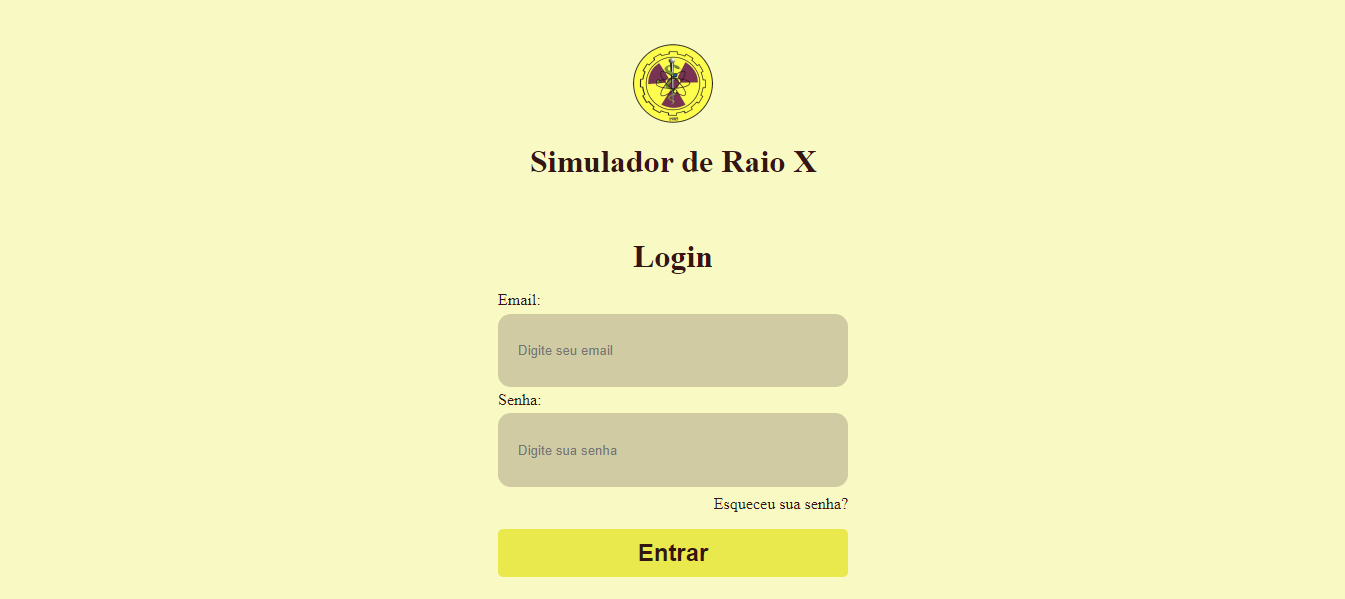 Simulador de Raio X
Login
Email:
Digite seu email
Senha:
Digite sua senha
Esqueceu sua senha?
Entrar